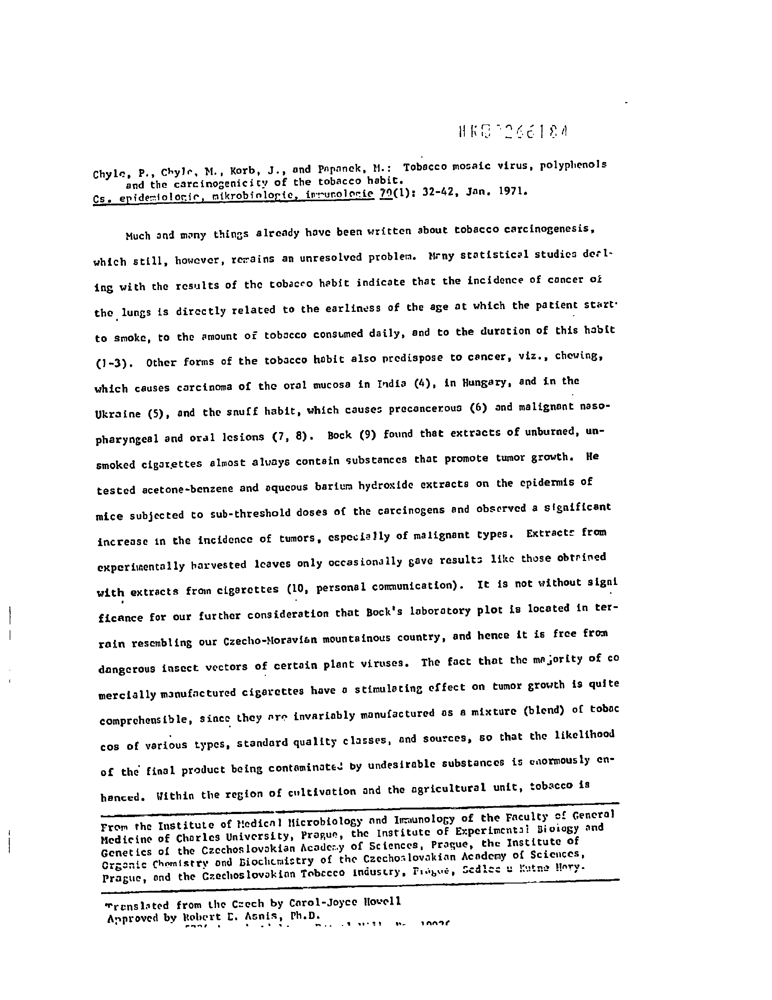 Chyle, P., Chyle, M., Korb, J., and Papanek, M.: Tobacco mosaic virus, polyphenols
and the carcinogenicity of the tobacco habit.
Cs. epidemiologie, mikrobiologie, imunologie 20(1): 32-42, Jan. 1971.
Much and many things already have been written about tobacco carcinogenesis,
which still, however, remains an unresolved problem. Many statistical studies deal-
ing with the results of the tobacco habit indicate that the incidence of cancer of
the lungs is directly related to the earliness of the age at which the patient start
to smoke, to the amount of tobacco consumed daily, and to the duration of this habit
(1-3). Other forms of the tobacco habit also predispose to cancer, viz., chewing,
which causes carcinoma of the oral mucosa in India (4), in Hungary, and in the
Ukraine (5), and the snuff habit, which causes precancerous (6) and malignant naso-
pharyngeal and oral lesions (7, 8). Bock (9) found that extracts of unburned, un-
smoked cigarettes almost always contain substances that promote tumor growth. He
tested acetone-benzene and aqueous barium hydroxide extracts on the epidermis of
mice subjected to sub-threshold doses of the carcinogens and observed a significant
increase in the incidence of tumors, especially of malignant types. Extracts from
experimentally harvested leaves only occasionally gave results like those obtained
with extracts from cigarettes (10, personal communication). It is not without signi
ficance for our further consideration that Bock's laboratory plot is located in ter-
rain resembling our Czecho-Moravian mountainous country, and hence it is free from
dangerous insect vectors of certain plant viruses. The fact that the majority of co
mercially manufactured cigarettes have a stimulating effect on tumor growth is quite
comprehensible, since they are invariably manufactured as a mixture (blend) of tobac
cos of various types, standard quality classes, and sources, so that the likelihood
of the final product being contaminated by undesirable substances is enormously en-
hanced. Within the region of cultivation and the agricultural unit, tobacco is
From the Institute of Medical Microbiology and Immunology of the Faculty of General
Medicine of Charles University, Prague, the Institute of Experimental Biology and
Genetics of the Czechoslovakian Academy of Sciences, Prague, the Institute of
Organic Chemistry and Biochemistry of the Czechoslovakian Academy of Sciences,
Prague, and the Czechoslovakian Tobacco Industry, Prague, Sedlec u Kutne Hory.
Translated from the Czech by Carol-Joyce Howell
Approved by Robert E. Asnis, Ph.D.